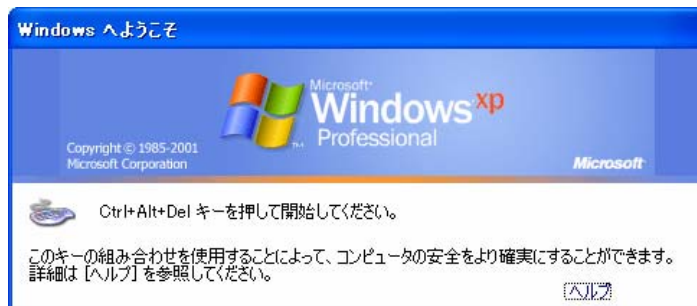 Windows へようこそ
Microsoft®
Windows xp
Professional
Copyright © 1985-2001
Microsoft Corporation
Microsoft
Ctrl+Alt+Del キーを押して開始してください。
このキーの組み合わせを使用することによって、コンピュータの安全をより確実にすることができます。
詳細は [ヘルプ] を参照してください。
ヘルプ